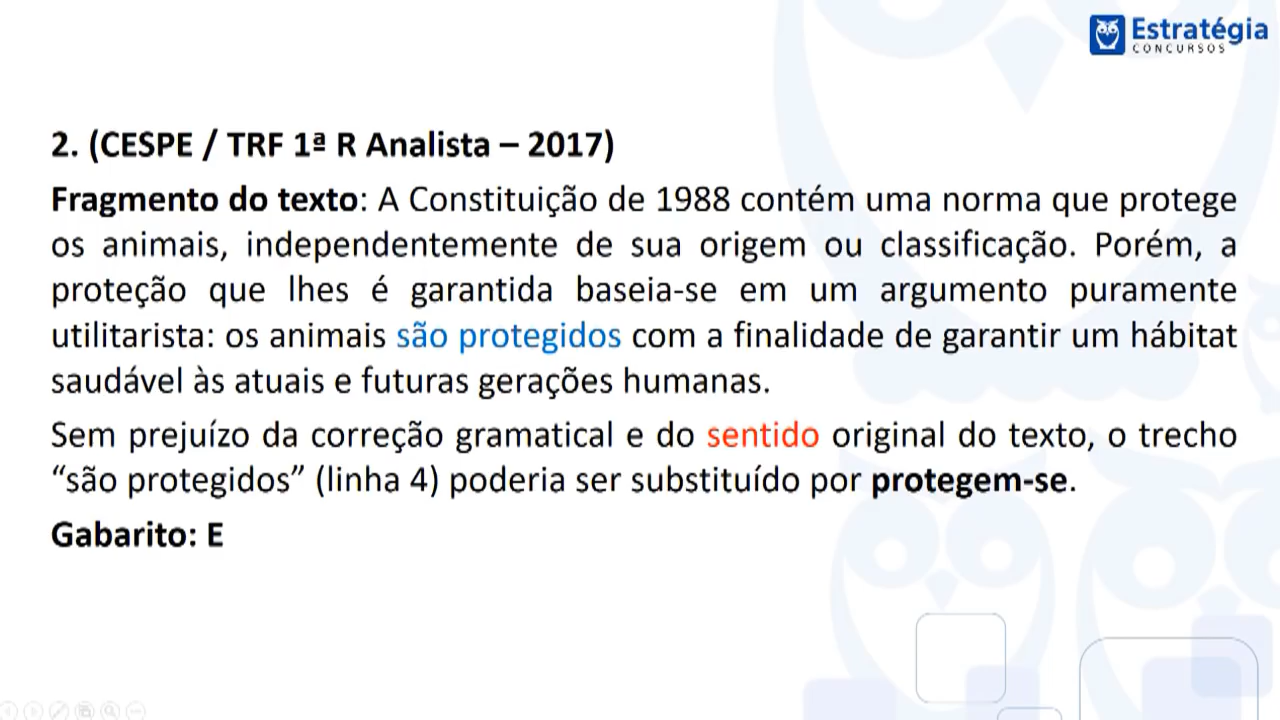 Estratégia
CONCURSOS
2. (CESPE / TRF 1ª R Analista – 2017)
Fragmento do texto: A Constituição de 1988 contém uma norma que protege
os animais, independentemente de sua origem ou classificação. Porém, a
proteção que lhes é garantida baseia-se em um argumento puramente
utilitarista: os animais são protegidos com a finalidade de garantir um hábitat
saudável às atuais e futuras gerações humanas.
Sem prejuízo da correção gramatical e do sentido original do texto, o trecho
“são protegidos” (linha 4) poderia ser substituído por protegem-se.
Gabarito: E